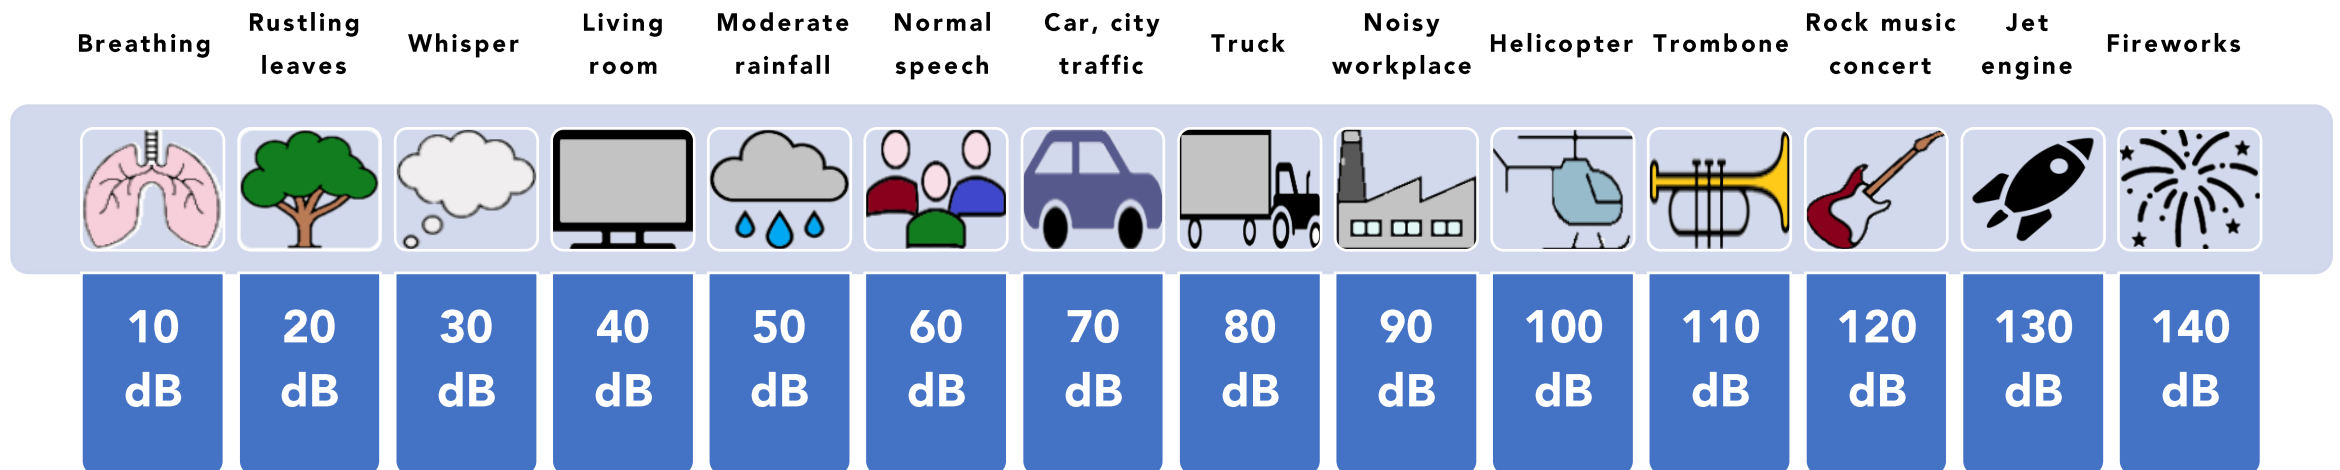 Breathing
Rustling
leaves
Whisper
Living
room
Moderate
rainfall
Normal
speech
Car, city
traffic
Truck
Noisy
workplace
Helicopter
Trombone
Rock music
concert
Jet
engine
Fireworks
10
dB
20
dB
30
dB
40
dB
50
dB
60
dB
70
dB
80
dB
90
dB
100
dB
110
dB
120
dB
130
dB
140
dB